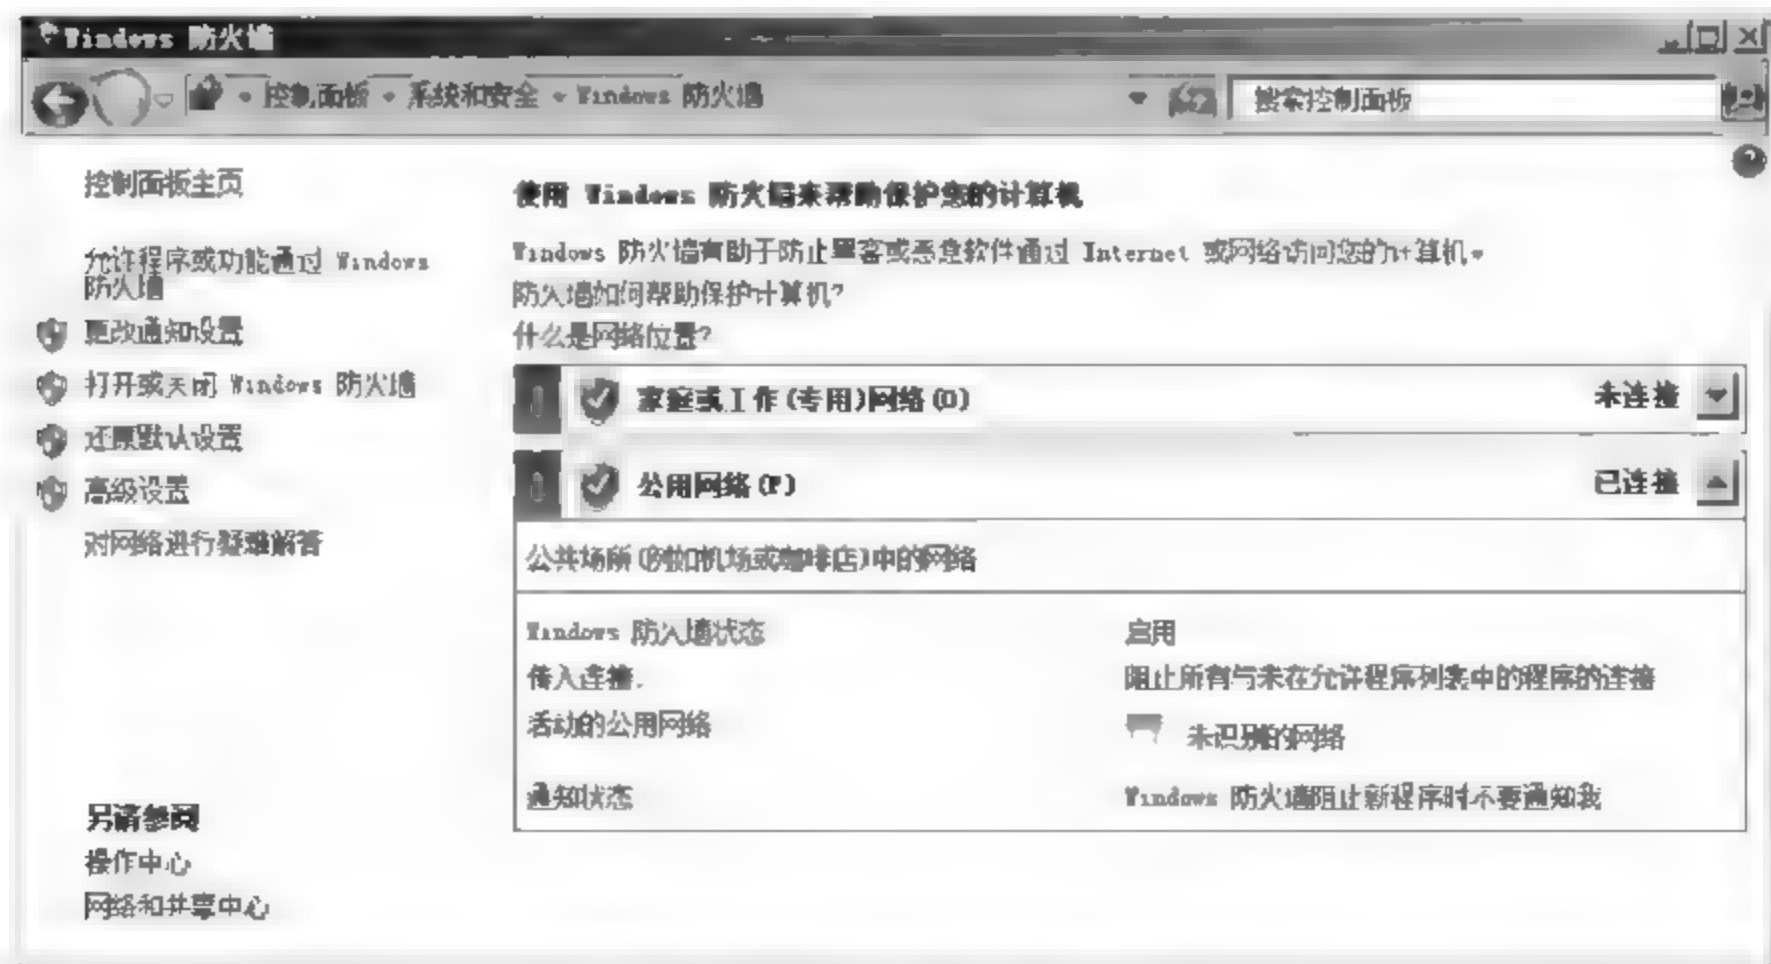 Windows 防火墙
控制面板 系统和安全 Windows 防火墙
搜索控制面板
控制面板主页
允许程序或功能通过 Windows
防火墙
更改通知设置
打开或关闭 Windows 防火墙
还原默认设置
高级设置
对网络进行疑难解答
另请参阅
操作中心
网络和共享中心
使用 Windows 防火墙来帮助保护您的计算机
Windows 防火墙有助于防止黑客或恶意软件通过 Internet 或网络访问您的计算机。
防火墙如何帮助保护计算机?
什么是网络位置?
家庭或工作(专用)网络(O) 未连接
公用网络(P) 已连接
公共场所(例如机场或咖啡店)中的网络
Windows 防火墙状态 启用
传入连接: 阻止所有与未在允许程序列表中的程序的连接
活动的公用网络 未识别的网络
通知状态 Windows 防火墙阻止新程序时不要通知我